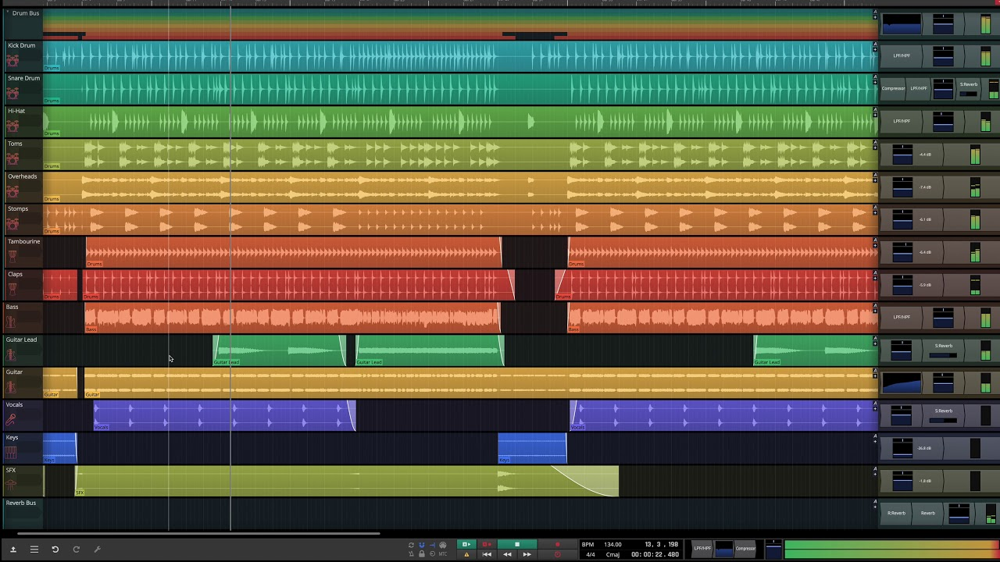 Drum Bus
Kick Drum
Drums
LPF/HPF
Snare Drum
Drums
Compressor
LPF/HPF
S:Reverb
Hi-Hat
Drums
LPF/HPF
Toms
Drums
-4.4 dB
Overheads
Drums
-7.4 dB
Stomps
Drums
-6.1 dB
Tambourine
Drums
Drums
-6.4 dB
Claps
Drums
Drums
Drums
-5.9 dB
Bass
Bass
Bass
LPF/HPF
Guitar Lead
Guitar Lead
Guitar Lead
Guitar Lead
S:Reverb
Guitar
Guitar
Guitar
Vocals
Vocals
Vocals
S:Reverb
Keys
Keys
Keys
-26.8 dB
SFX
SFX
-1.8 dB
Reverb Bus
R:Reverb
Reverb
MTC
BPM 134.00 13, 3, 198
4/4 Cmaj 00: 00: 22, 480
LPF/HPF
Compressor